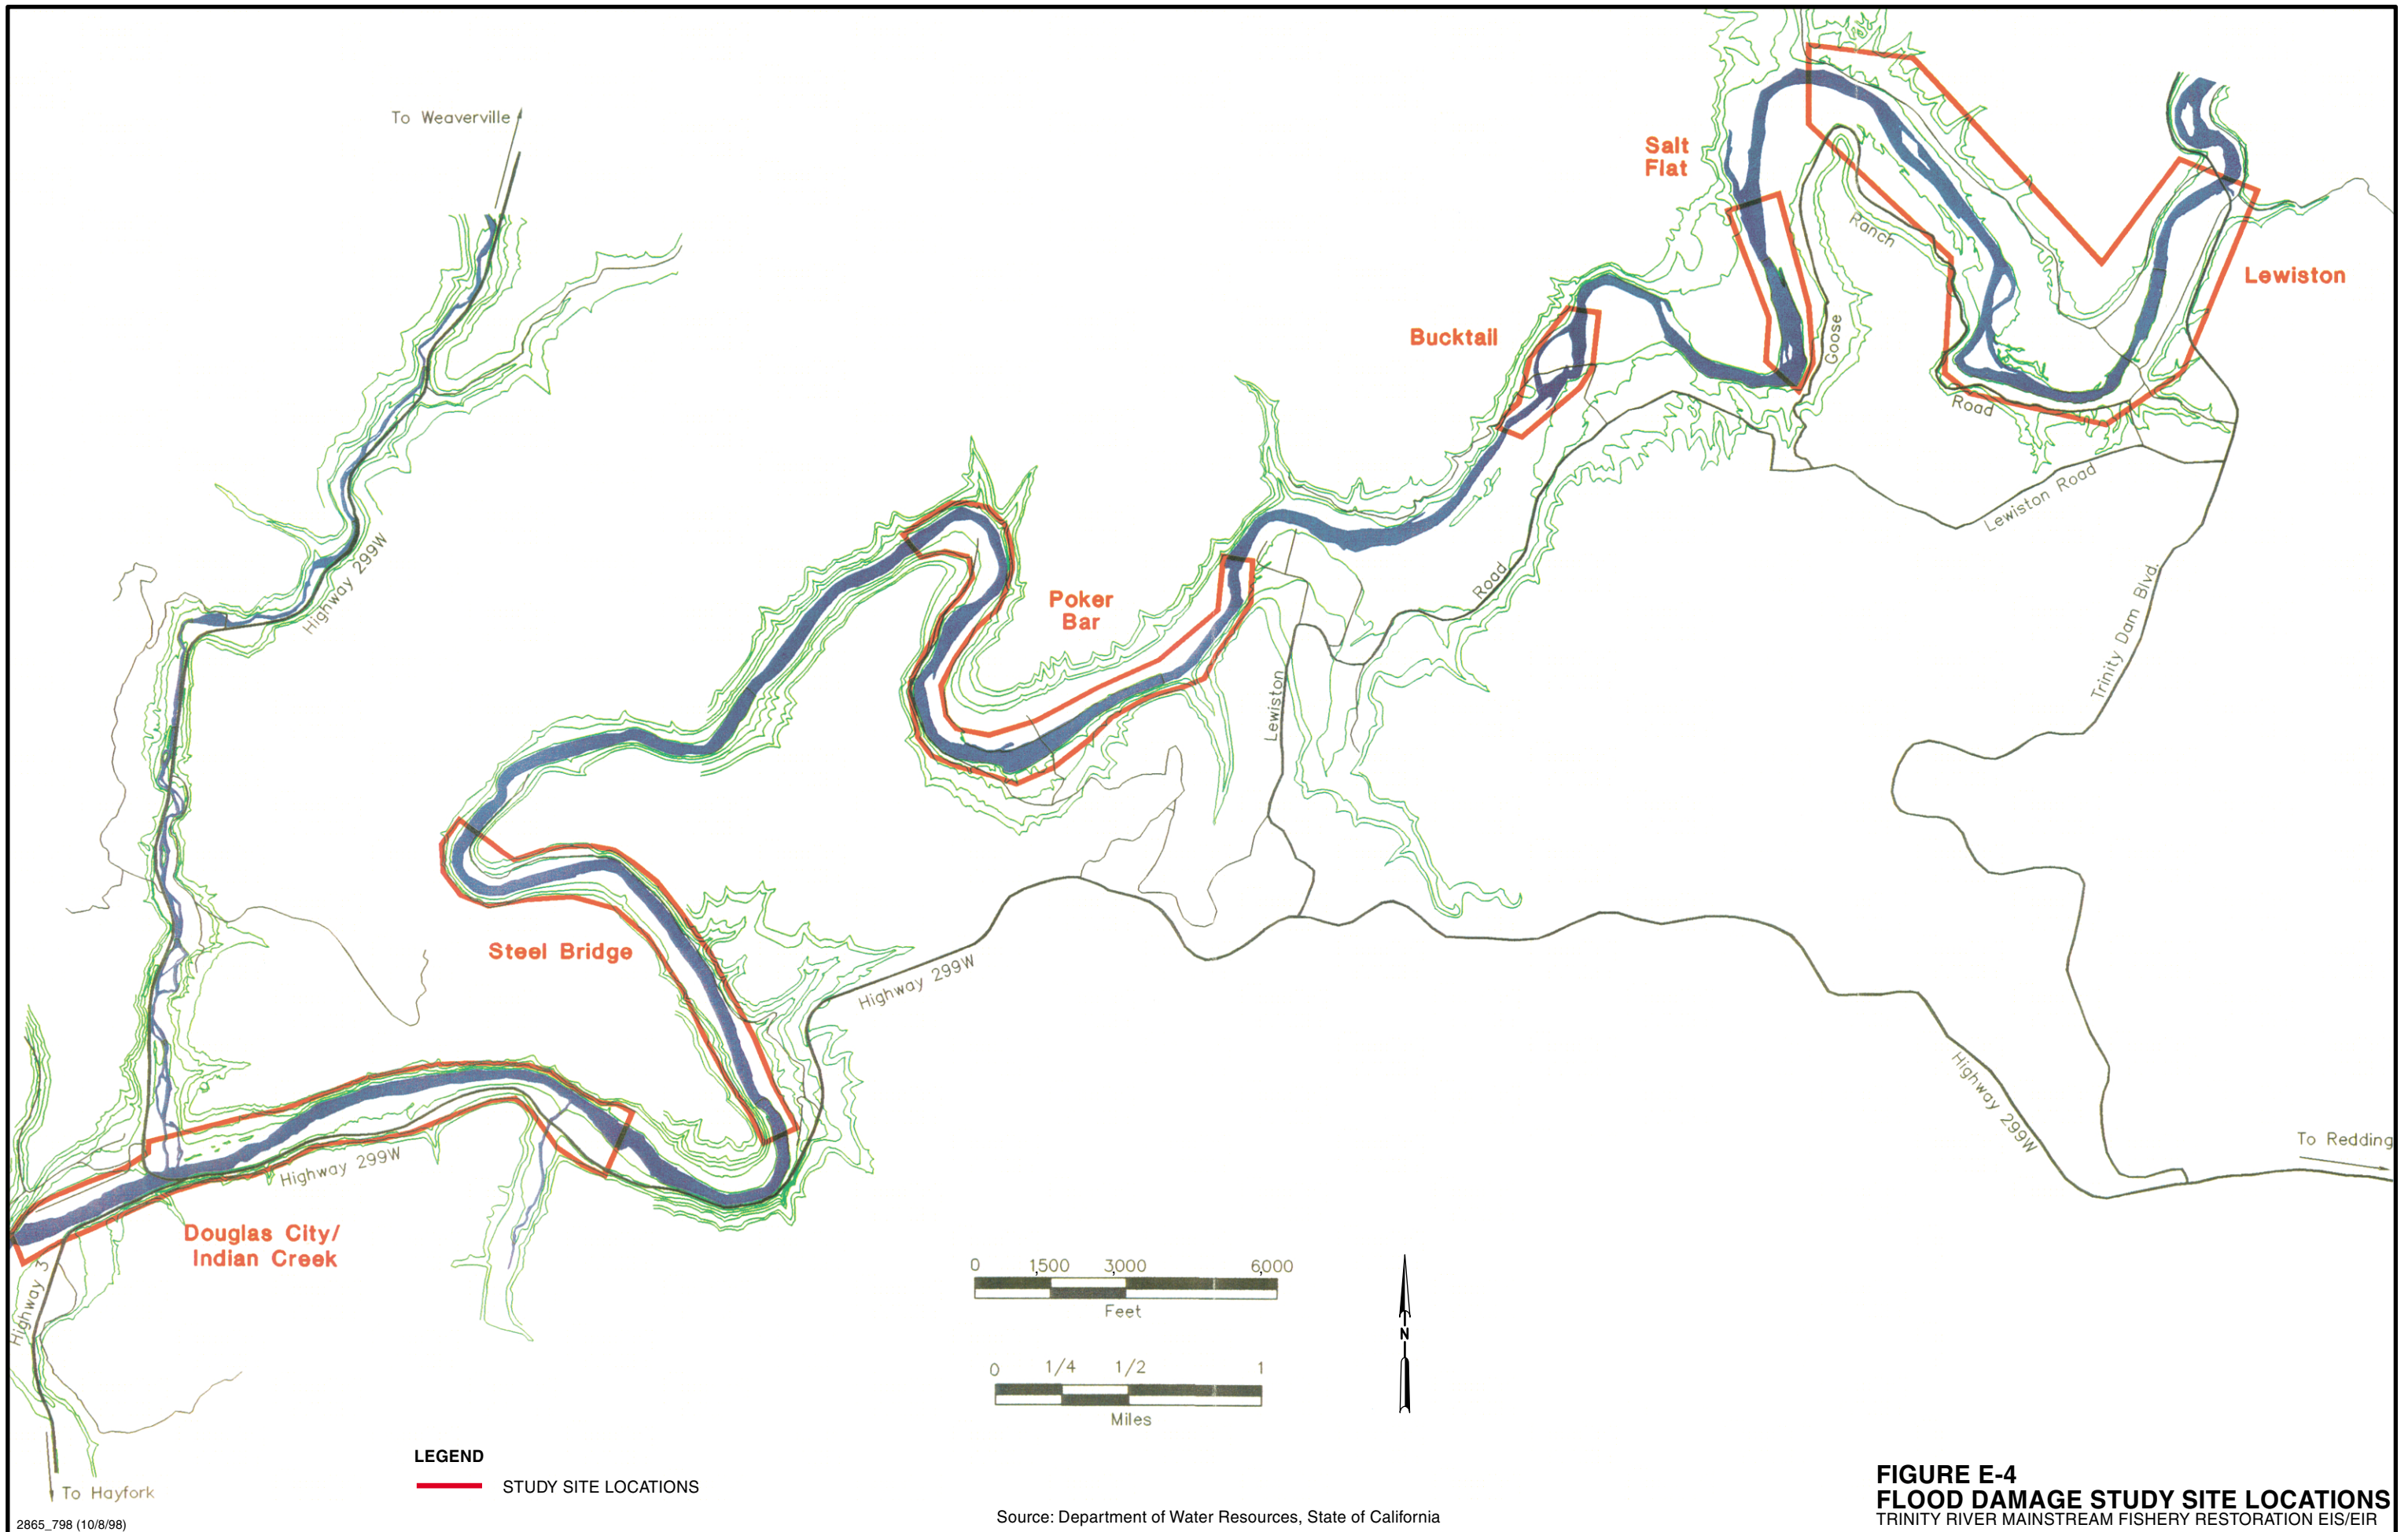 To Weaverville
Salt
Flat
Ranch
Lewiston
Bucktail
Goose
Road
Lewiston Road
Highway 299W
Road
Poker
Bar
Trinity Dam Blvd.
Lewiston
Steel Bridge
Highway 299W
Highway 299W
To Redding
Highway 299W
Douglas City/
Indian Creek
Highway 3
0 1,500 3,000 6,000
Feet
N
0 1/4 1/2 1
Miles
LEGEND
STUDY SITE LOCATIONS
To Hayfork
FIGURE E-4
FLOOD DAMAGE STUDY SITE LOCATIONS
TRINITY RIVER MAINSTREAM FISHERY RESTORATION EIS/EIR
Source: Department of Water Resources, State of California
2865_798 (10/8/98)